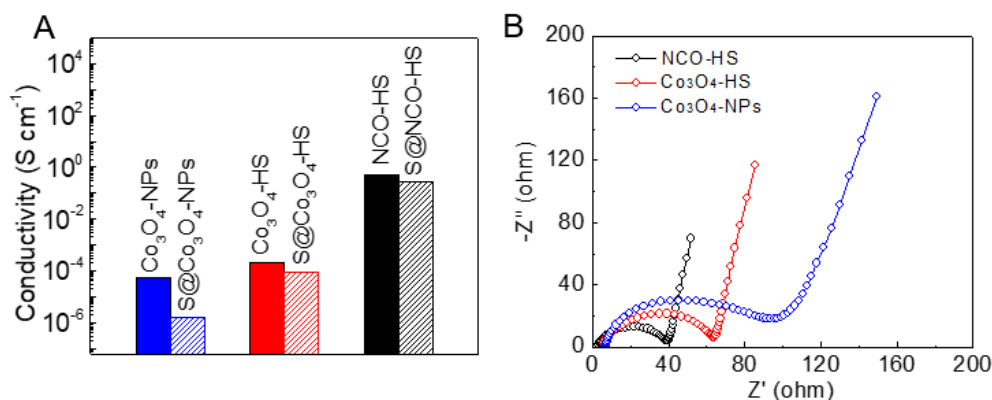 A
Conductivity (S cm⁻¹)
10⁴
10²
10⁰
10⁻²
10⁻⁴
10⁻⁶
Co₃O₄-NPs
S@Co₃O₄-NPs
Co₃O₄-HS
S@Co₃O₄-HS
NCO-HS
S@NCO-HS
B
-Z'' (ohm)
-200
160
120
80
40
0
NCO-HS
Co₃O₄-HS
Co₃O₄-NPs
0 40 80 120 160 200
Z' (ohm)